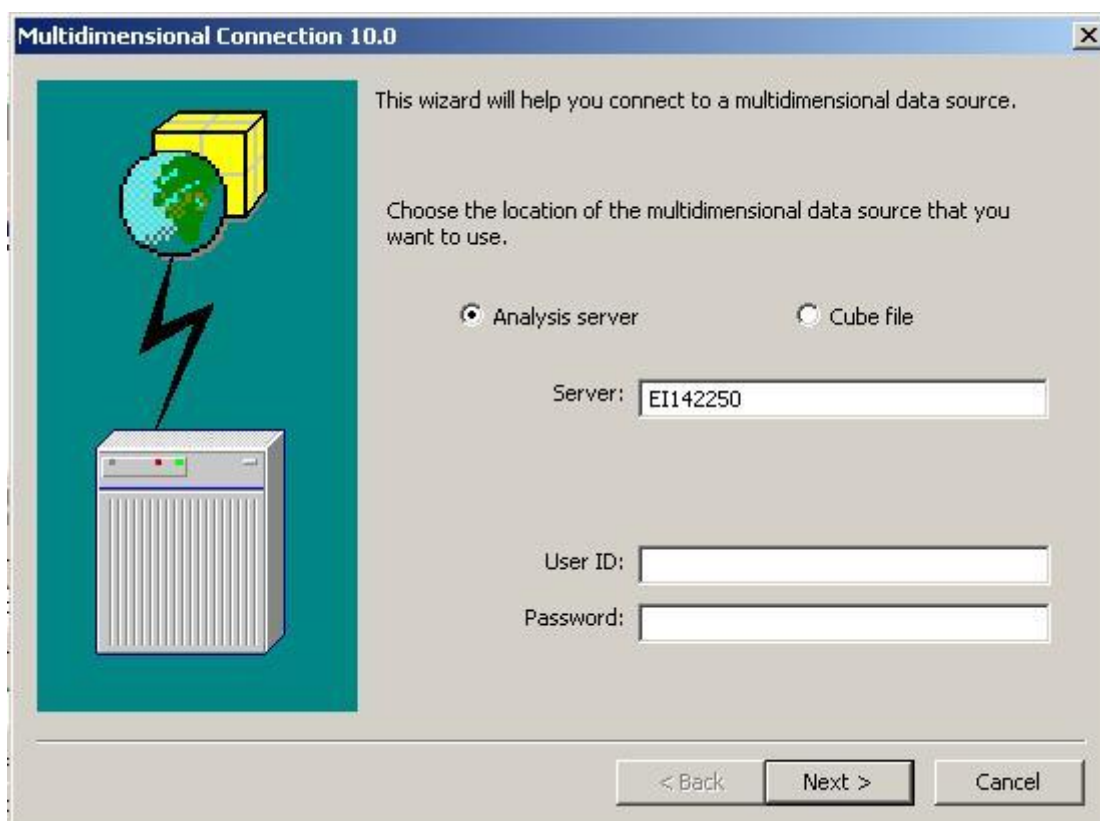 Multidimensional Connection 10.0
This wizard will help you connect to a multidimensional data source.
Choose the location of the multidimensional data source that you
want to use.
Analysis server
Cube file
Server: EI142250
User ID:
Password:
< Back
Next >
Cancel